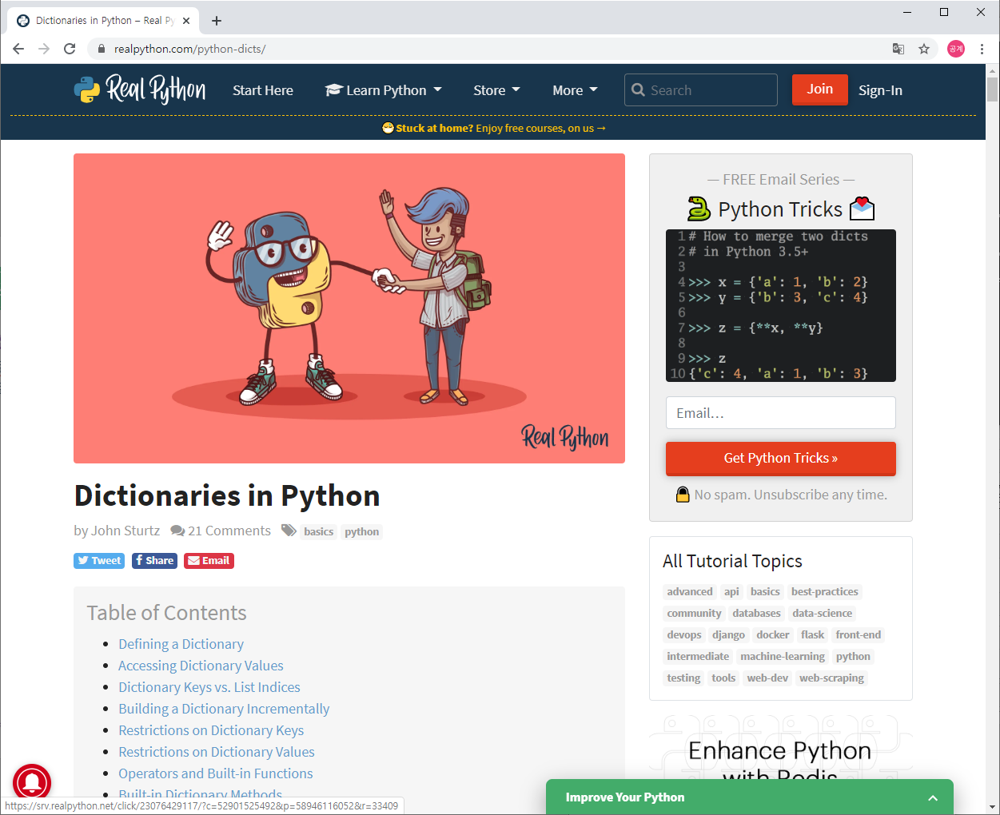 Dictionaries in Python – Real Py
realpython.com/python-dicts/
공계
Real Python
Start Here
Learn Python
Store
More
Search
Join
Sign-In
Stuck at home? Enjoy free courses, on us →
Real Python
Dictionaries in Python
by John Sturtz 21 Comments basics python
Tweet Share Email
Table of Contents
Defining a Dictionary
Accessing Dictionary Values
Dictionary Keys vs. List Indices
Building a Dictionary Incrementally
Restrictions on Dictionary Keys
Restrictions on Dictionary Values
Operators and Built-in Functions
Built-in Dictionary Methods
— FREE Email Series —
Python Tricks
1 # How to merge two dicts
2 # in Python 3.5+
3
4 >>> x = {'a': 1, 'b': 2}
5 >>> y = {'b': 3, 'c': 4}
6
7 >>> z = {**x, **y}
8
9 >>> z
10 {'c': 4, 'a': 1, 'b': 3}
Email…
Get Python Tricks »
No spam. Unsubscribe any time.
All Tutorial Topics
advanced api basics best-practices
community databases data-science
devops django docker flask front-end
intermediate machine-learning python
testing tools web-dev web-scraping
Enhance Python
with Redis
Improve Your Python
https://srv.realpython.net/click/23076429117/?c=52901525492&p=58946116052&r=33409